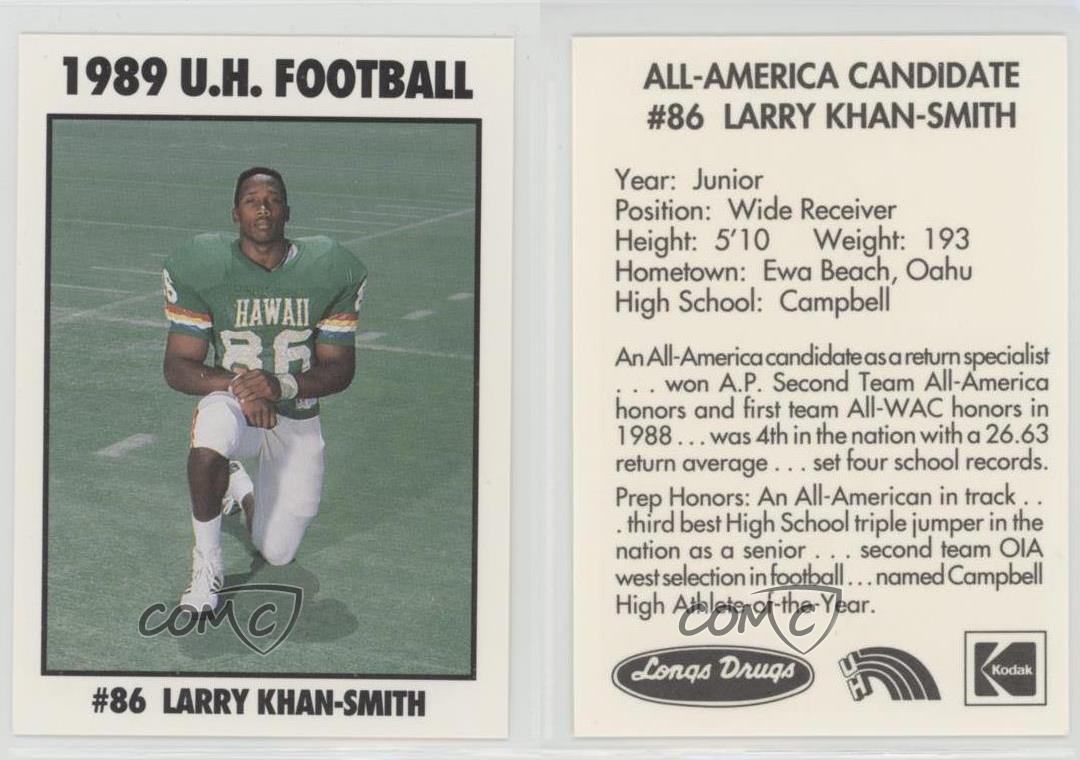 1989 U.H. FOOTBALL
86
HAWAII
86
#86 LARRY KHAN-SMITH
COMC
ALL-AMERICA CANDIDATE
#86 LARRY KHAN-SMITH
Year: Junior
Position: Wide Receiver
Height: 5'10 Weight: 193
Hometown: Ewa Beach, Oahu
High School: Campbell
An All-America candidate as a return specialist
. . . won A.P. Second Team All-America
honors and first team All-WAC honors in
1988 . . . was 4th in the nation with a 26.63
return average . . . set four school records.
Prep Honors: An All-American in track . .
. third best High School triple jumper in the
nation as a senior . . . second team OIA
west selection in football . . . named Campbell
High Athlete-of-the-Year.
COMC
Longs Drugs
UH
Kodak